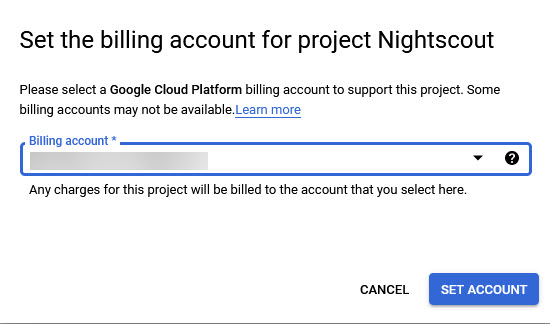 Set the billing account for project Nightscout
Please select a Google Cloud Platform billing account to support this project. Some
billing accounts may not be available.Learn more
Billing account *
?
Any charges for this project will be billed to the account that you select here.
CANCEL
SET ACCOUNT